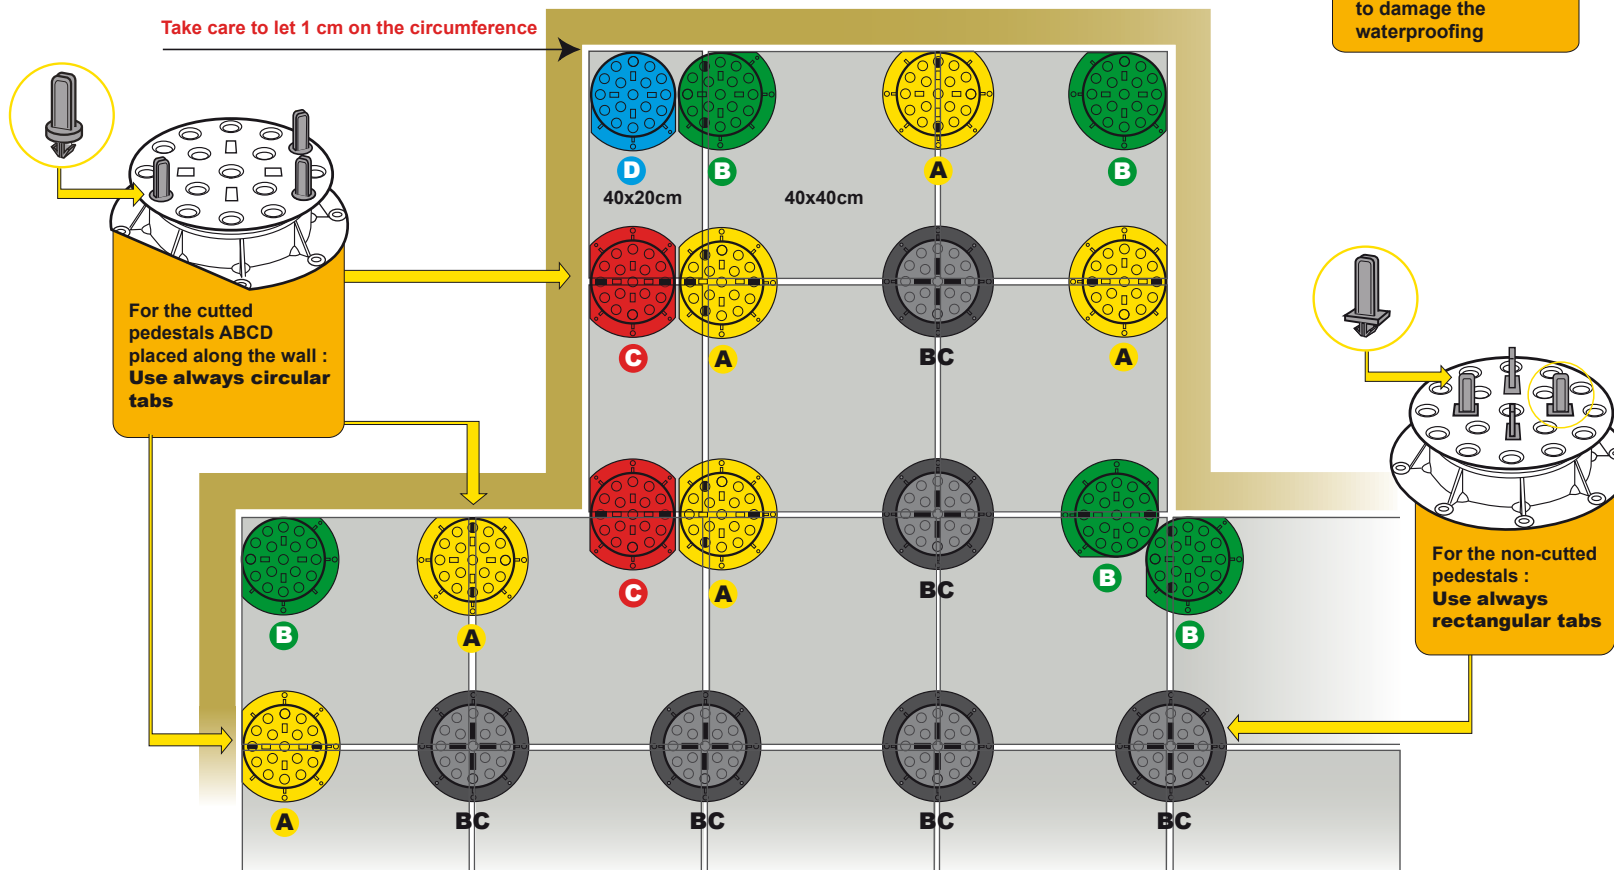 to damage the
waterproofing
Take care to let 1 cm on the circumference
D
B
A
B
40x20cm
40x40cm
C
A
BC
A
For the cutted
pedestals ABCD
placed along the wall :
Use always circular
tabs
C
A
BC
B
B
B
A
For the non-cutted
pedestals :
Use always
rectangular tabs
A
BC
BC
BC
BC